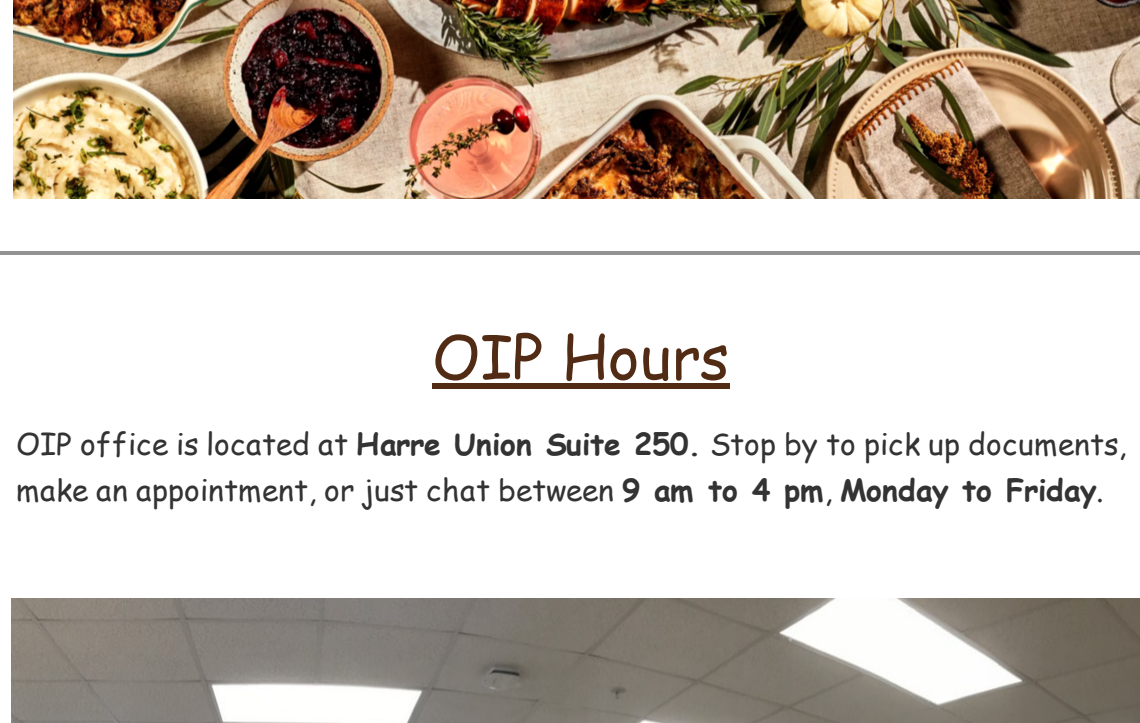 OIP Hours
OIP office is located at Harre Union Suite 250. Stop by to pick up documents,
make an appointment, or just chat between 9 am to 4 pm, Monday to Friday.